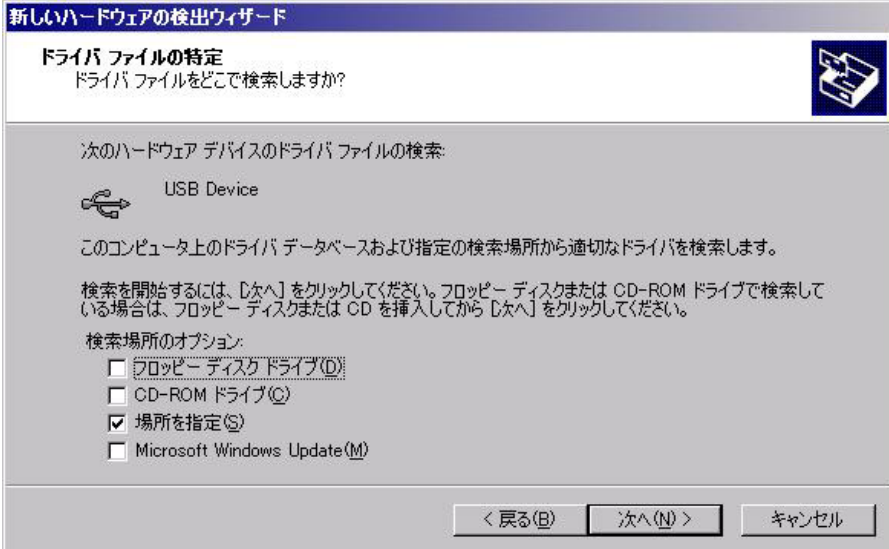 新しいハードウェアの検出ウィザード
ドライバ ファイルの特定
ドライバ ファイルをどこで検索しますか?
次のハードウェア デバイスのドライバ ファイルの検索:
USB Device
このコンピュータ上のドライバ データベースおよび指定の検索場所から適切なドライバを検索します。
検索を開始するには、[次へ] をクリックしてください。フロッピー ディスクまたは CD-ROM ドライブで検索して
いる場合は、フロッピー ディスクまたは CD を挿入してから [次へ] をクリックしてください。
検索場所のオプション:
フロッピー ディスク ドライブ(D)
CD-ROM ドライブ(C)
場所を指定(S)
Microsoft Windows Update(M)
< 戻る(B) 次へ(N) > キャンセル